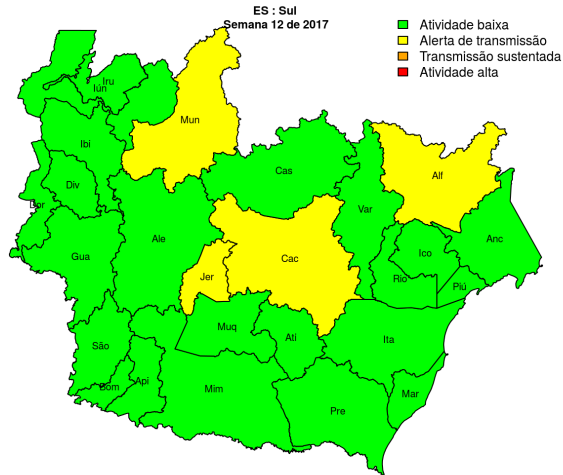 ES : Sul
Semana 12 de 2017
Atividade baixa
Alerta de transmissão
Transmissão sustentada
Atividade alta
Iru
Iún
Mun
Ibi
Cas
Alf
Div
Dor
Var
Ale
Anc
Gua
Cac
Ico
Jer
Rio
Piú
Muq
Ati
Ita
São
Api
Bom
Mim
Mar
Pre